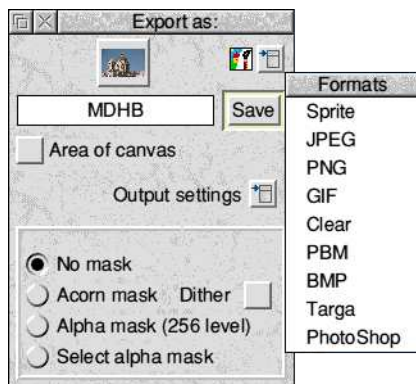 Export as:
MDHB
Save
Area of canvas
Output settings
No mask
Acorn mask Dither
Alpha mask (256 level)
Select alpha mask
Formats
Sprite
JPEG
PNG
GIF
Clear
PBM
BMP
Targa
PhotoShop